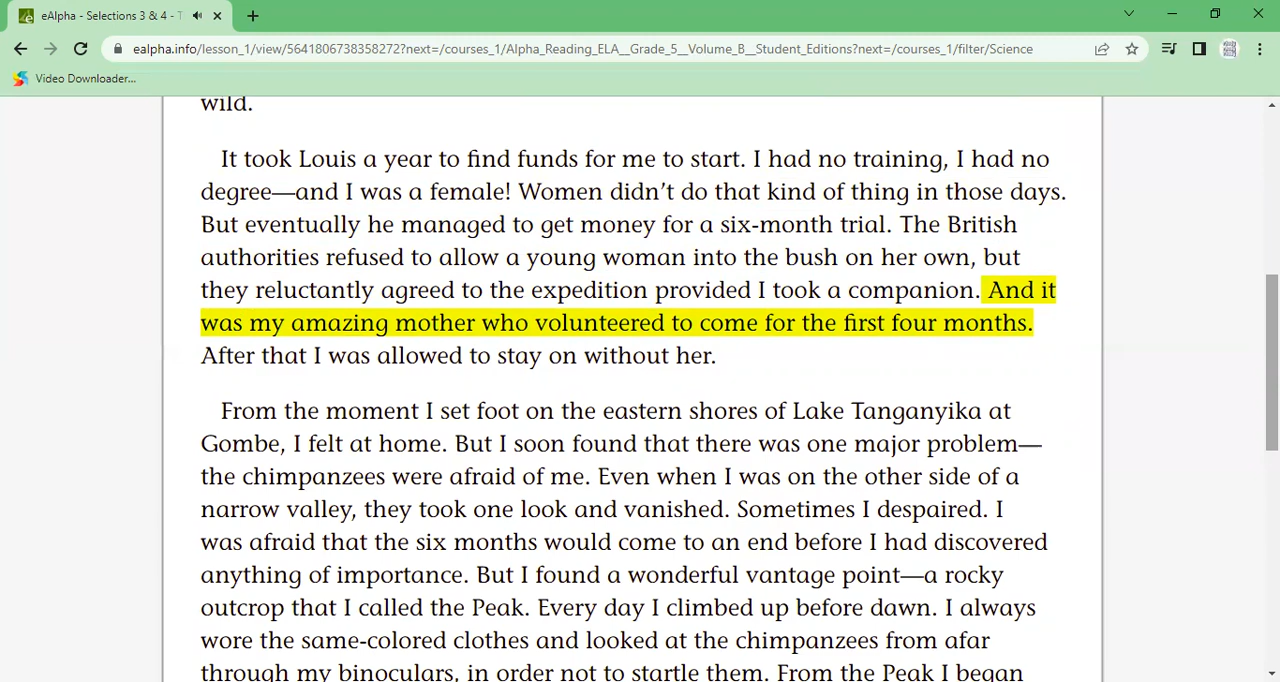 eAlpha - Selections 3 & 4 - T
ealpha.info/lesson_1/view/5641806738358272?next=/courses_1/Alpha_Reading_ELA__Grade_5__Volume_B__Student_Editions?next=/courses_1/filter/Science
Video Downloader...
wild.
It took Louis a year to find funds for me to start. I had no training, I had no
degree—and I was a female! Women didn’t do that kind of thing in those days.
But eventually he managed to get money for a six-month trial. The British
authorities refused to allow a young woman into the bush on her own, but
they reluctantly agreed to the expedition provided I took a companion. And it
was my amazing mother who volunteered to come for the first four months.
After that I was allowed to stay on without her.
From the moment I set foot on the eastern shores of Lake Tanganyika at
Gombe, I felt at home. But I soon found that there was one major problem—
the chimpanzees were afraid of me. Even when I was on the other side of a
narrow valley, they took one look and vanished. Sometimes I despaired. I
was afraid that the six months would come to an end before I had discovered
anything of importance. But I found a wonderful vantage point—a rocky
outcrop that I called the Peak. Every day I climbed up before dawn. I always
wore the same-colored clothes and looked at the chimpanzees from afar
through my binoculars, in order not to startle them. From the Peak I began